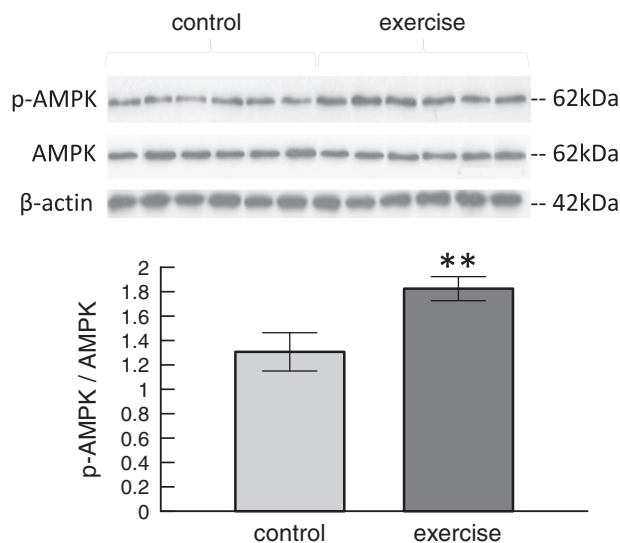 control exercise
p-AMPK -- 62kDa
AMPK -- 62kDa
β-actin -- 42kDa
**
2
1.8
1.6
1.4
1.2
1
0.8
0.6
0.4
0.2
0
p-AMPK / AMPK
control exercise